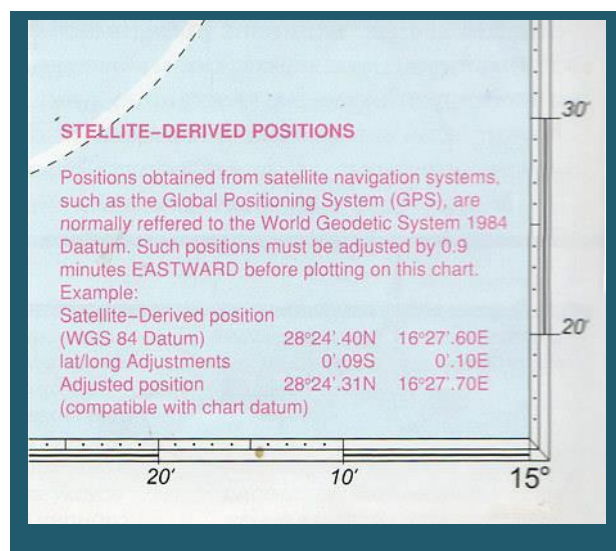 30'
STELLITE–DERIVED POSITIONS
Positions obtained from satellite navigation systems,
such as the Global Positioning System (GPS), are
normally reffered to the World Geodetic System 1984
Daatum. Such positions must be adjusted by 0.9
minutes EASTWARD before plotting on this chart.
Example:
Satellite–Derived position
(WGS 84 Datum) 28°24'.40N 16°27'.60E
20'
lat/long Adjustments 0'.09S 0'.10E
Adjusted position 28°24'.31N 16°27'.70E
(compatible with chart datum)
20' 10' 15°